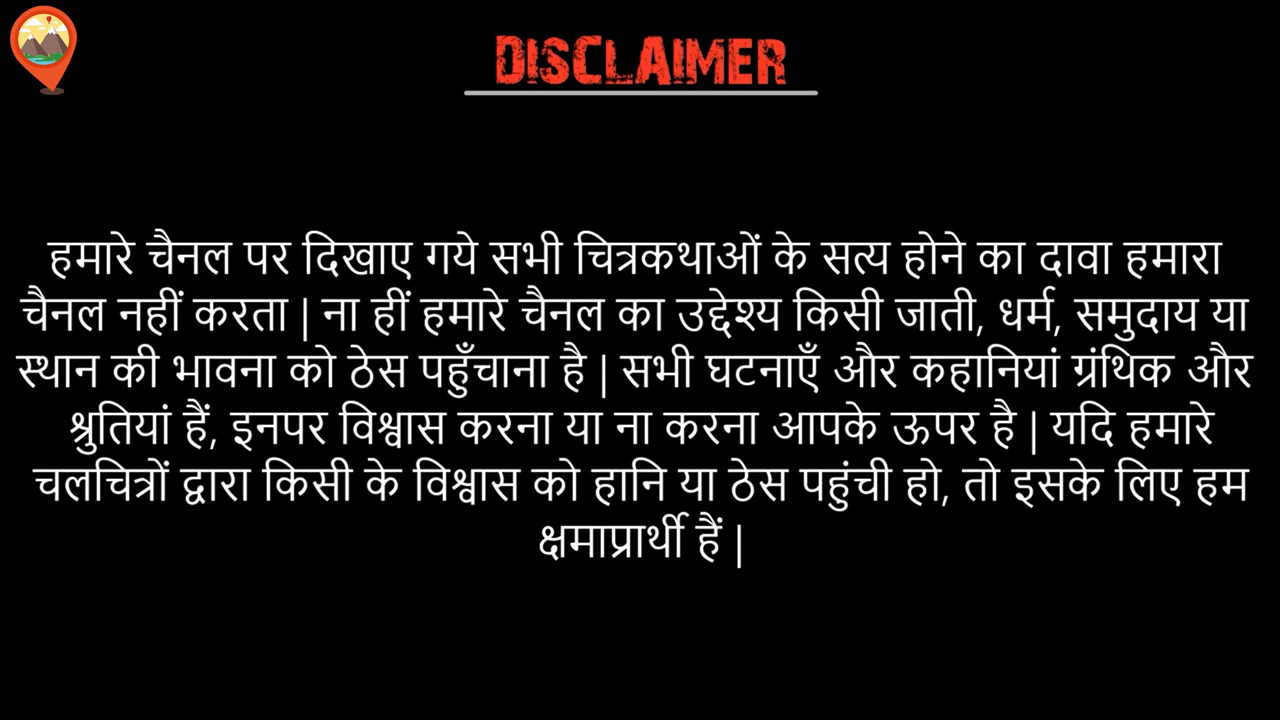 DISCLAIMER
हमारे चैनल पर दिखाए गये सभी चित्रकथाओं के सत्य होने का दावा हमारा
चैनल नहीं करता | ना हीं हमारे चैनल का उद्देश्य किसी जाती, धर्म, समुदाय या
स्थान की भावना को ठेस पहुँचाना है | सभी घटनाएँ और कहानियां ग्रंथिक और
श्रुतियां हैं, इनपर विश्वास करना या ना करना आपके ऊपर है | यदि हमारे
चलचित्रों द्वारा किसी के विश्वास को हानि या ठेस पहुंची हो, तो इसके लिए हम
क्षमाप्रार्थी हैं |